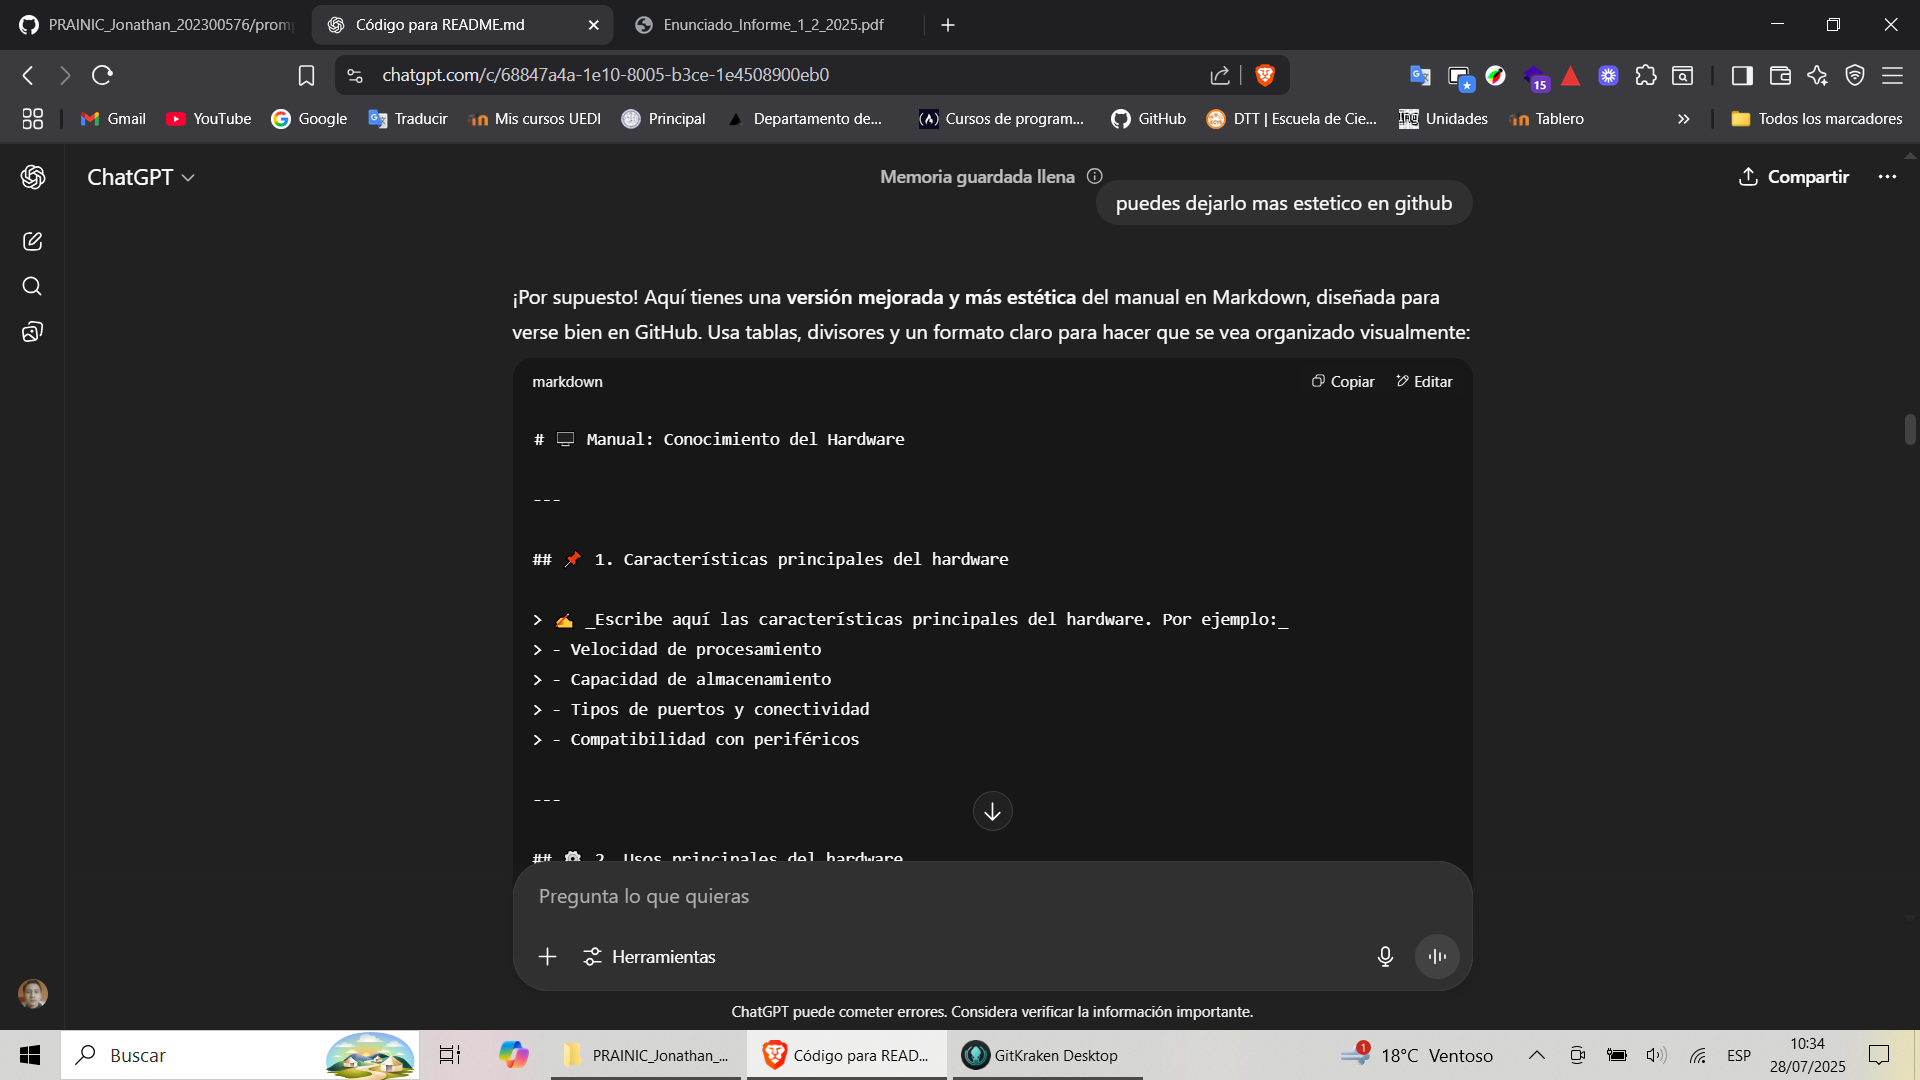 PRAINIC_Jonathan_202300576/prom
Código para README.md
Enunciado_Informe_1_2_2025.pdf
chatgpt.com/c/68847a4a-1e10-8005-b3ce-1e4508900eb0
15
Gmail
YouTube
Google
Traducir
Mis cursos UEDI
Principal
Departamento de...
Cursos de program...
GitHub
DTT | Escuela de Cie...
Unidades
Tablero
Todos los marcadores
ChatGPT
Memoria guardada llena
Compartir
puedes dejarlo mas estetico en github
¡Por supuesto! Aquí tienes una versión mejorada y más estética del manual en Markdown, diseñada para
verse bien en GitHub. Usa tablas, divisores y un formato claro para hacer que se vea organizado visualmente:
markdown
Copiar
Editar
# 🖥️ Manual: Conocimiento del Hardware
---
## 📌 1. Características principales del hardware
> ✍️ _Escribe aquí las características principales del hardware. Por ejemplo:_
> - Velocidad de procesamiento
> - Capacidad de almacenamiento
> - Tipos de puertos y conectividad
> - Compatibilidad con periféricos
---
## ⚙️ 2. Usos principales del hardware
Pregunta lo que quieras
Herramientas
ChatGPT puede cometer errores. Considera verificar la información importante.
Buscar
PRAINIC_Jonathan_...
Código para READ...
GitKraken Desktop
1
18°C Ventoso
ESP
10:34
28/07/2025